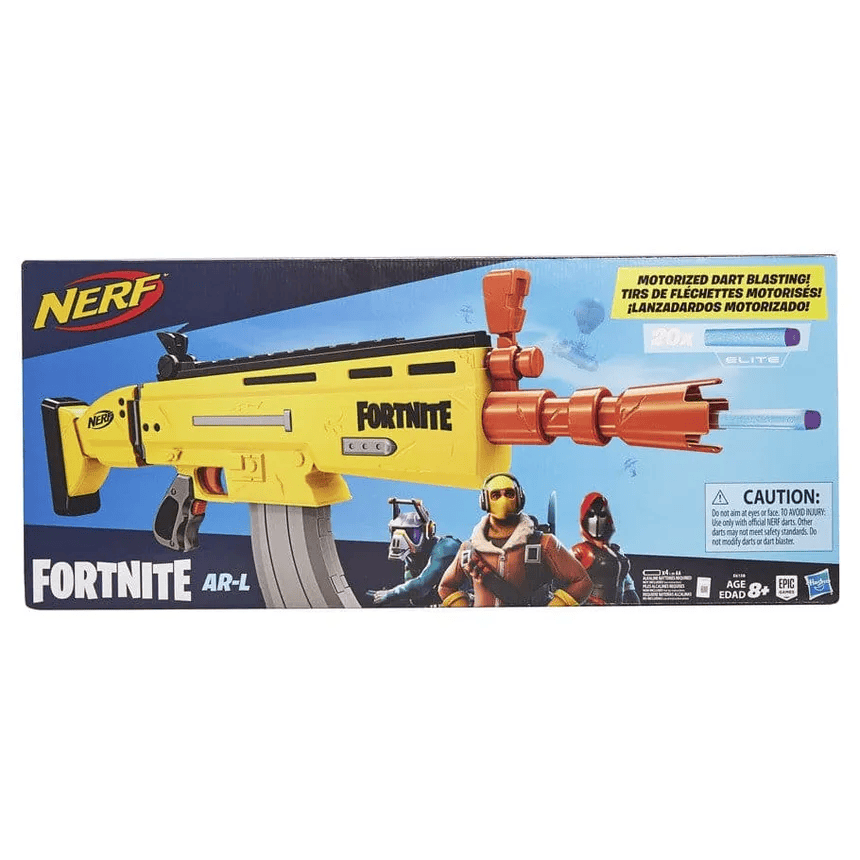 NERF
MOTORIZED DART BLASTING!
TIRS DE FLÉCHETTES MOTORISÉS!
¡LANZADARDOS MOTORIZADO!
20x
ELITE
NERF
FORTNITE
CAUTION:
Do not aim at eyes or face. TO AVOID INJURY:
Use only with official NERF darts. Other
darts may not meet safety standards. Do
not modify darts or dart blaster.
FORTNITE AR-L
AGE
EDAD 8+
EPIC
GAMES
Hasbro